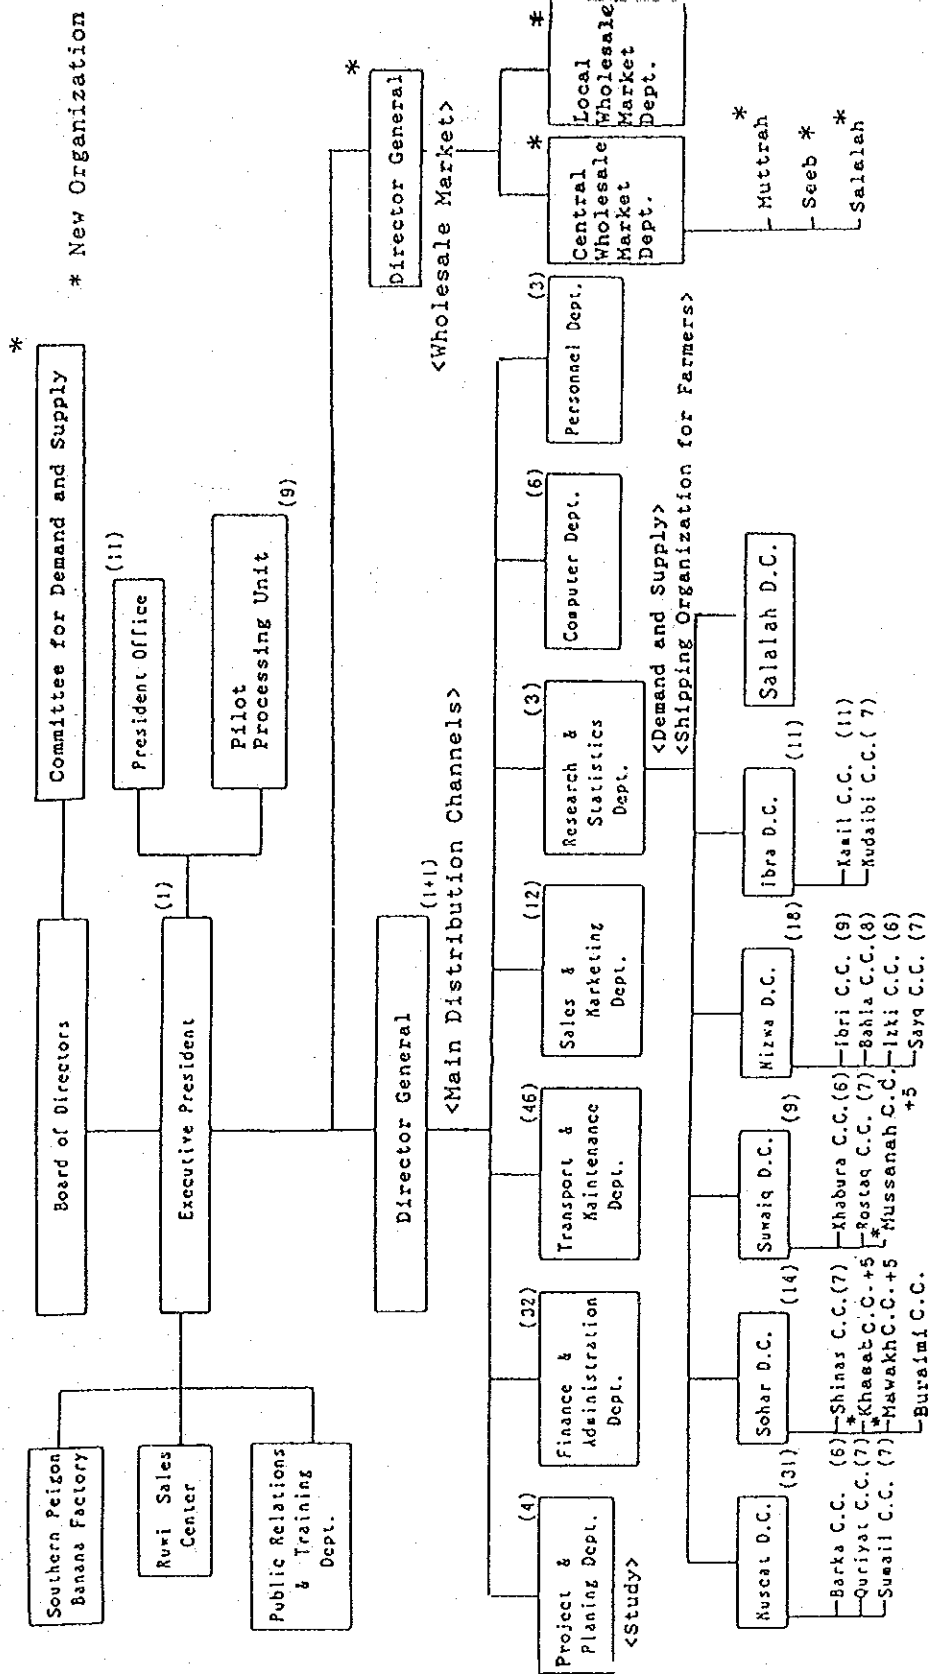 * New Organization
*
Committee for Demand and Supply
Board of Directors
President Office
(11)
Pilot
Processing Unit
(9)
(1)
Executive President
Southern Peigon
Banana Factory
Ruwi Sales
Center
Public Relations
& Training
Dept.
*
Director General
<Wholesale Market>
Director General
(1+1)
<Main Distribution Channels>
*
Central
Wholesale
Market
Dept.
*
Local
Wholesale
Market
Dept.
Muttrah *
Seeb *
Salalah *
(4)
Project &
Planing Dept.
<Study>
(32)
Finance &
Administration
Dept.
(46)
Transport &
Maintenance
Dept.
(12)
Sales &
Marketing
Dept.
(3)
Research &
Statistics
Dept.
(6)
Computer Dept.
(3)
Personnel Dept.
<Demand and Supply>
<Shipping Organization for Farmers>
Muscat D.C.
(31)
Barka C.C. (6)
Quriyat C.C.(7)
Sumail C.C. (7)
Sohar D.C.
(14)
Shinas C.C.(7)
* Khasab C.C.+5
* Mawakh C.C.+5
Buraimi C.C.
Suwaiq D.C.
(9)
Khabura C.C.(6)
Rostaq C.C. (7)
* Mussanah C.C.
+5
Nizwa D.C.
(18)
Ibri C.C. (9)
Bahla C.C.(8)
Izki C.C. (6)
Sayq C.C. (7)
Ibra D.C.
(11)
Kamil C.C. (11)
Kudaibi C.C.( 7)
Salalah D.C.